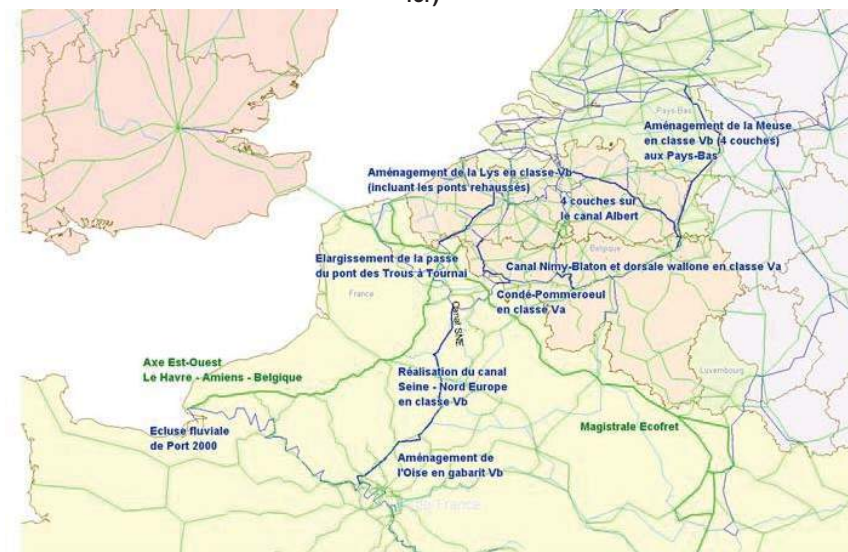 Pays-Bas
Aménagement de la Meuse
en classe Vb (4 couches)
aux Pays-Bas
Aménagement de la Lys en classe Vb
(incluant les ponts rehaussés)
4 couches sur
le canal Albert
Belgique
Elargissement de la passe
du pont des Trous à Tournai
Canal Nimy-Blaton et dorsale wallone en classe Va
France
Condé-Pommeroeul
en classe Va
Canal SNE
Axe Est-Ouest
Le Havre - Amiens - Belgique
Réalisation du canal
Seine - Nord Europe
en classe Vb
Luxembourg
Ecluse fluviale
de Port 2000
Magistrale Ecofret
Aménagement de
l'Oise en gabarit Vb
France